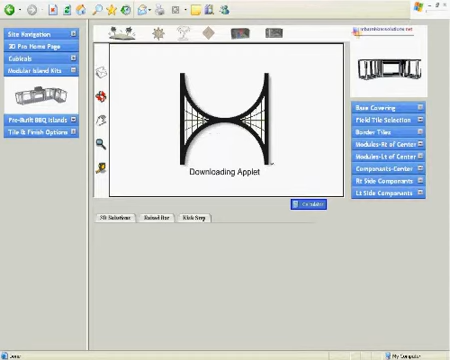 Site Navigation
3D Pro Home Page
Cubicals
Modular Island Kits
Pre-Built BBQ Islands
Tile & Finish Options
Downloading Applet
Calculator
3D Solutions
Raised Bar
Kick Step
Base Covering
Field Tile Selection
Border Tiles
Modules-Rt of Center
Modules-Lt of Center
Components-Center
Rt Side Components
Lt Side Components
Done
My Computer